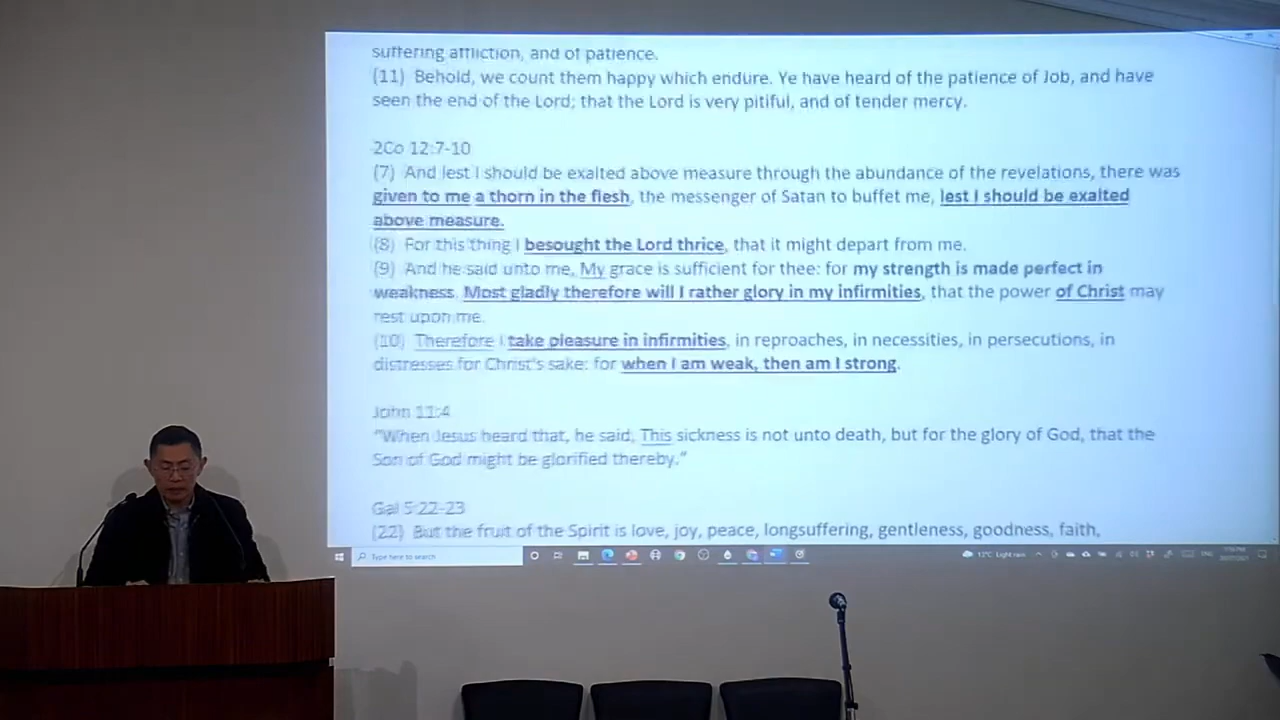 suffering affliction, and of patience.
(11) Behold, we count them happy which endure. Ye have heard of the patience of Job, and have
seen the end of the Lord; that the Lord is very pitiful, and of tender mercy.
2Co 12:7-10
(7) And lest I should be exalted above measure through the abundance of the revelations, there was
given to me a thorn in the flesh, the messenger of Satan to buffet me, lest I should be exalted
above measure.
(8) For this thing I besought the Lord thrice, that it might depart from me.
(9) And he said unto me, My grace is sufficient for thee: for my strength is made perfect in
weakness. Most gladly therefore will I rather glory in my infirmities, that the power of Christ may
rest upon me.
(10) Therefore I take pleasure in infirmities, in reproaches, in necessities, in persecutions, in
distresses for Christ's sake: for when I am weak, then am I strong.
John 11:4
"When Jesus heard that, he said, This sickness is not unto death, but for the glory of God, that the
Son of God might be glorified thereby."
Gal 5:22-23
(22) But the fruit of the Spirit is love, joy, peace, longsuffering, gentleness, goodness, faith,
Type here to search
12°C Light rain